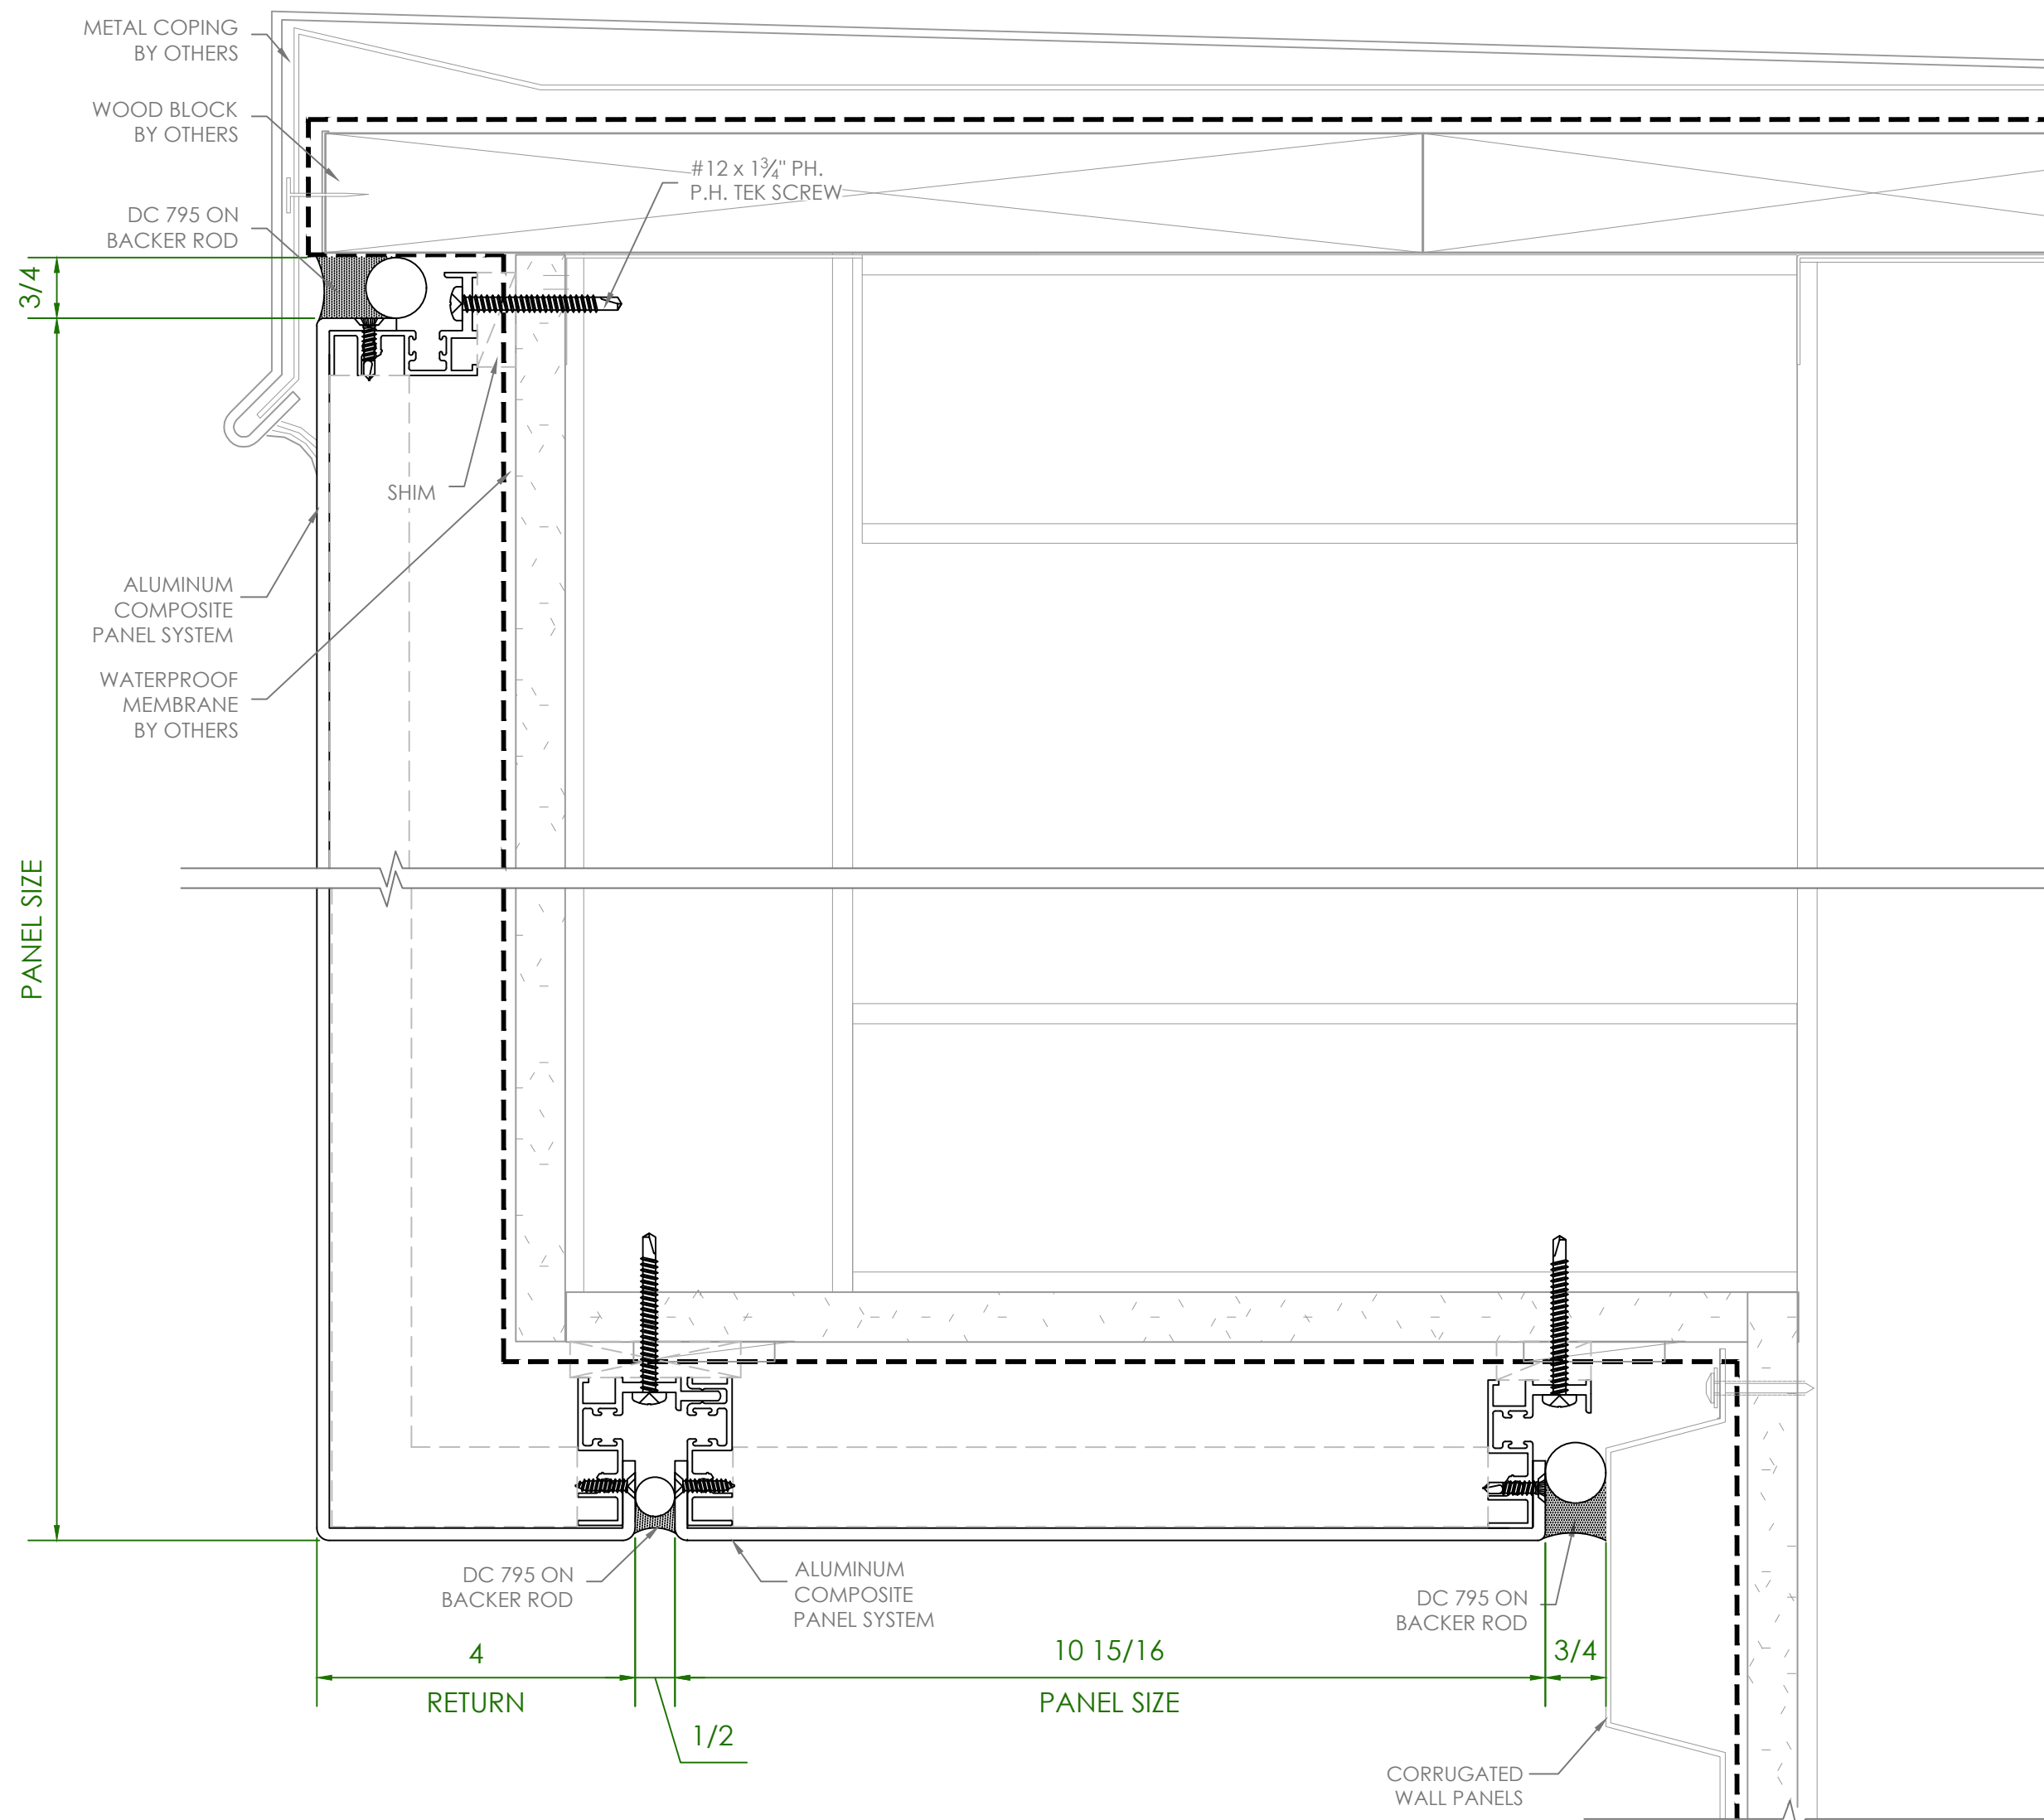 METAL COPING
BY OTHERS
WOOD BLOCK
BY OTHERS
#12 x 1¾" PH.
P.H. TEK SCREW
DC 795 ON
BACKER ROD
3/4
SHIM
ALUMINUM
COMPOSITE
PANEL SYSTEM
WATERPROOF
MEMBRANE
BY OTHERS
PANEL SIZE
DC 795 ON
BACKER ROD
ALUMINUM
COMPOSITE
PANEL SYSTEM
DC 795 ON
BACKER ROD
4
RETURN
10 15/16
PANEL SIZE
3/4
1/2
CORRUGATED
WALL PANELS